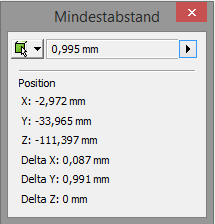 Mindestabstand
0,995 mm
Position
X: -2,972 mm
Y: -33,965 mm
Z: -111,397 mm
Delta X: 0,087 mm
Delta Y: 0,991 mm
Delta Z: 0 mm